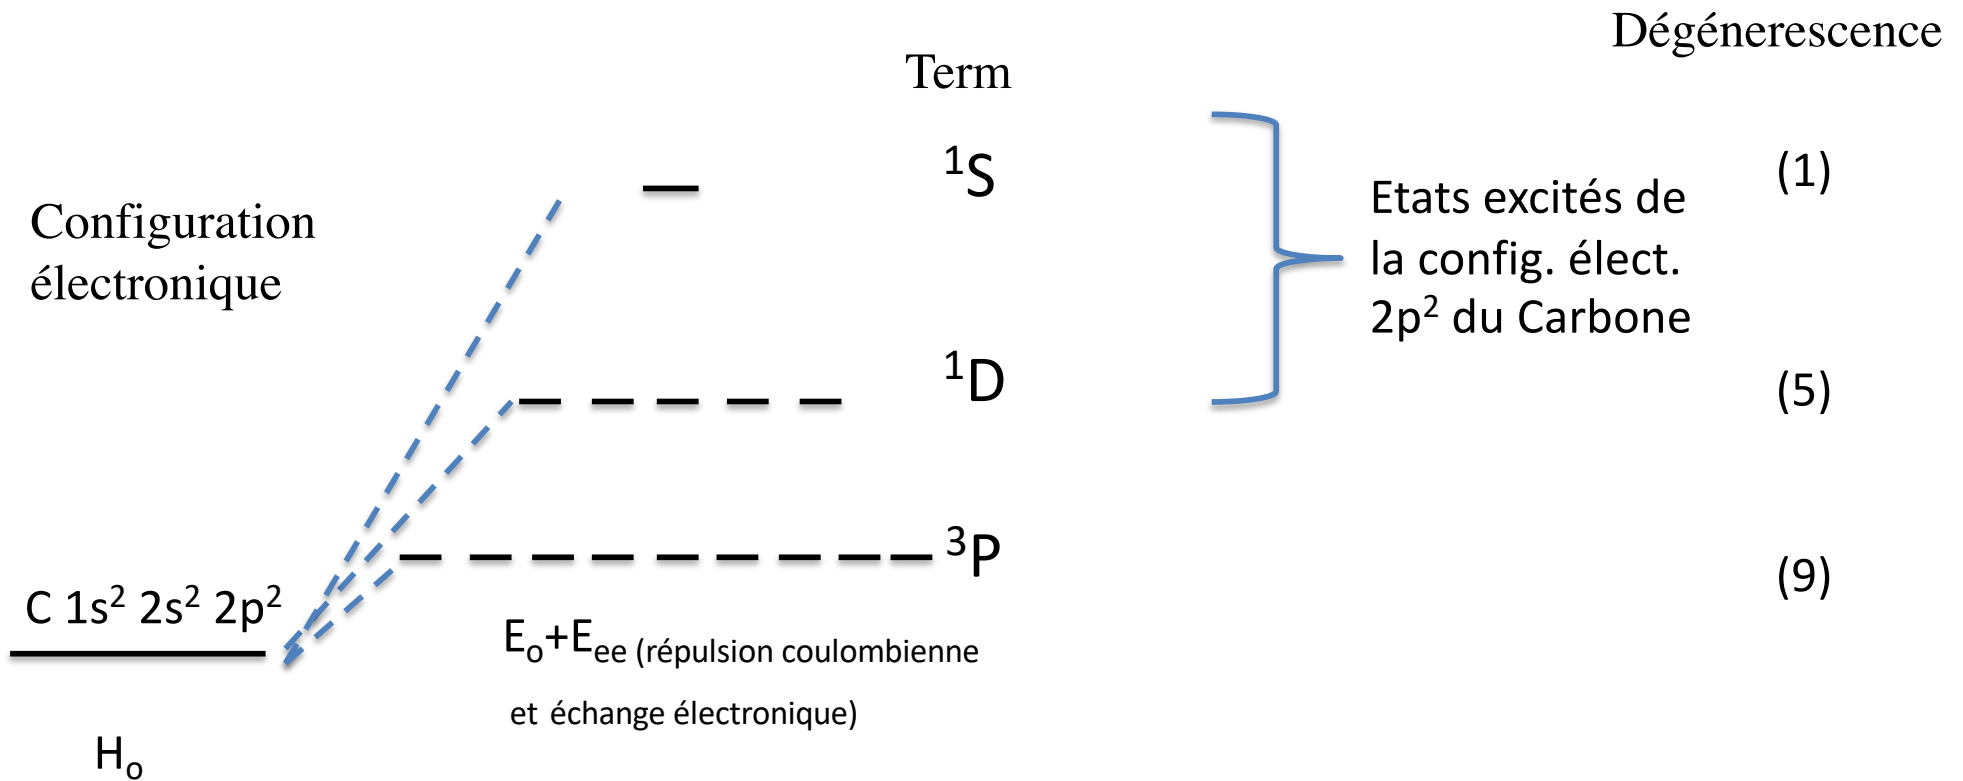 Dégénerescence
Term
¹S
(1)
Configuration
électronique
Etats excités de
la config. élect.
2p² du Carbone
¹D
(5)
³P
(9)
C 1s² 2s² 2p²
Eₒ+Eₑₑ (répulsion coulombienne
et échange électronique)
Hₒ